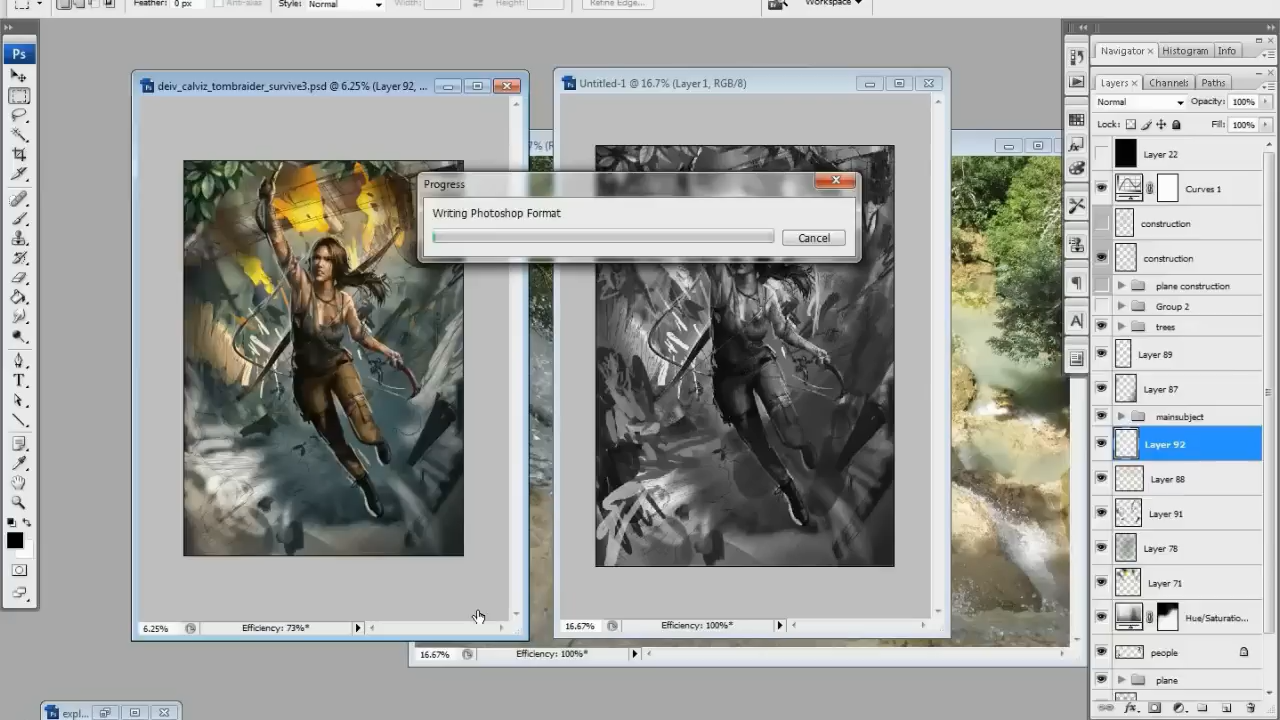 Feather: 0 px
Anti-alias
Style: Normal
Width:
Height:
Refine Edge...
Workspace
Ps
deiv_calviz_tombraider_survive3.psd @ 6.25% (Layer 92, ...
Untitled-1 @ 16.7% (Layer 1, RGB/8)
Progress
Writing Photoshop Format
Cancel
6.25%
Efficiency: 73%*
16.67%
Efficiency: 100%*
16.67%
Efficiency: 100%*
expl...
Navigator × Histogram Info
Layers × Channels Paths
Normal Opacity: 100%
Lock: Fill: 100%
Layer 22
Curves 1
construction
construction
plane construction
Group 2
trees
Layer 89
Layer 87
mainsubject
Layer 92
Layer 88
Layer 91
Layer 78
Layer 71
Hue/Saturatio...
people
plane